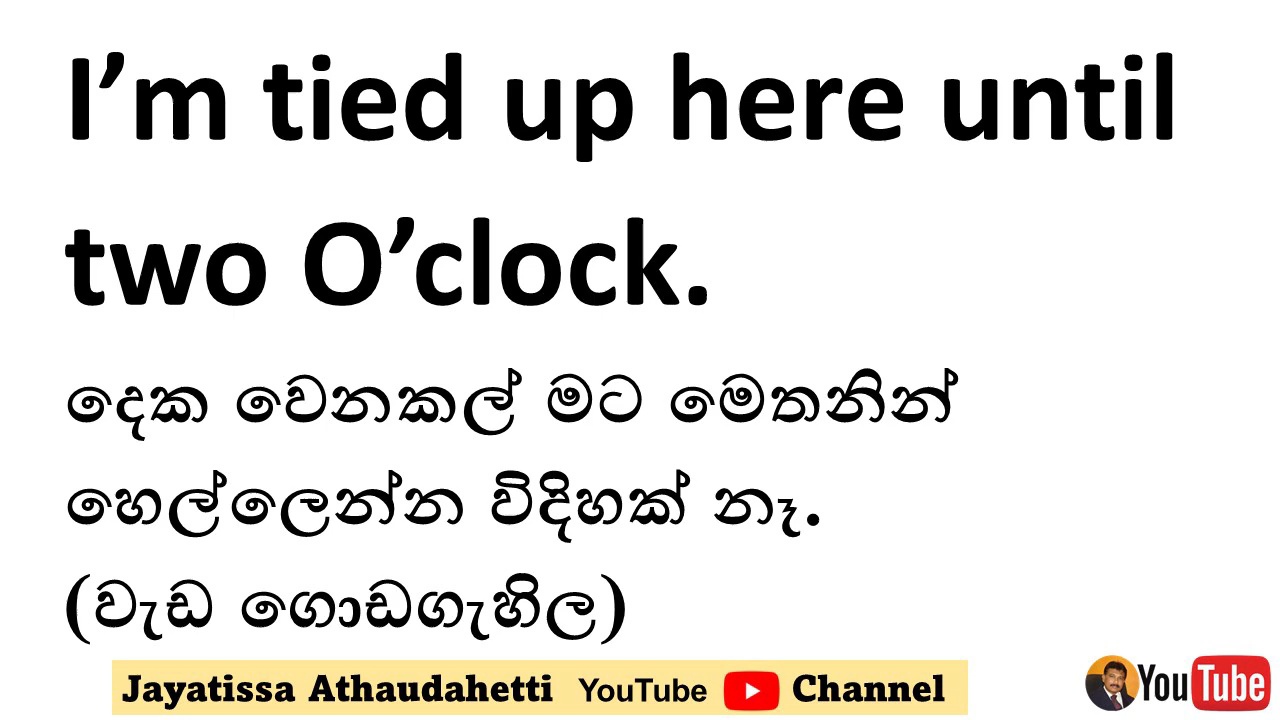 I’m tied up here until
two O’clock.
දෙක වෙනකල් මට මෙතනින්
හෙල්ලෙන්න විදිහක් නෑ.
(වැඩ ගොඩගැහිල)
Jayatissa Athaudahetti YouTube Channel
YouTube